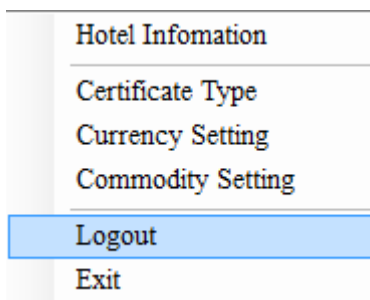 Hotel Infomation
Certificate Type
Currency Setting
Commodity Setting
Logout
Exit